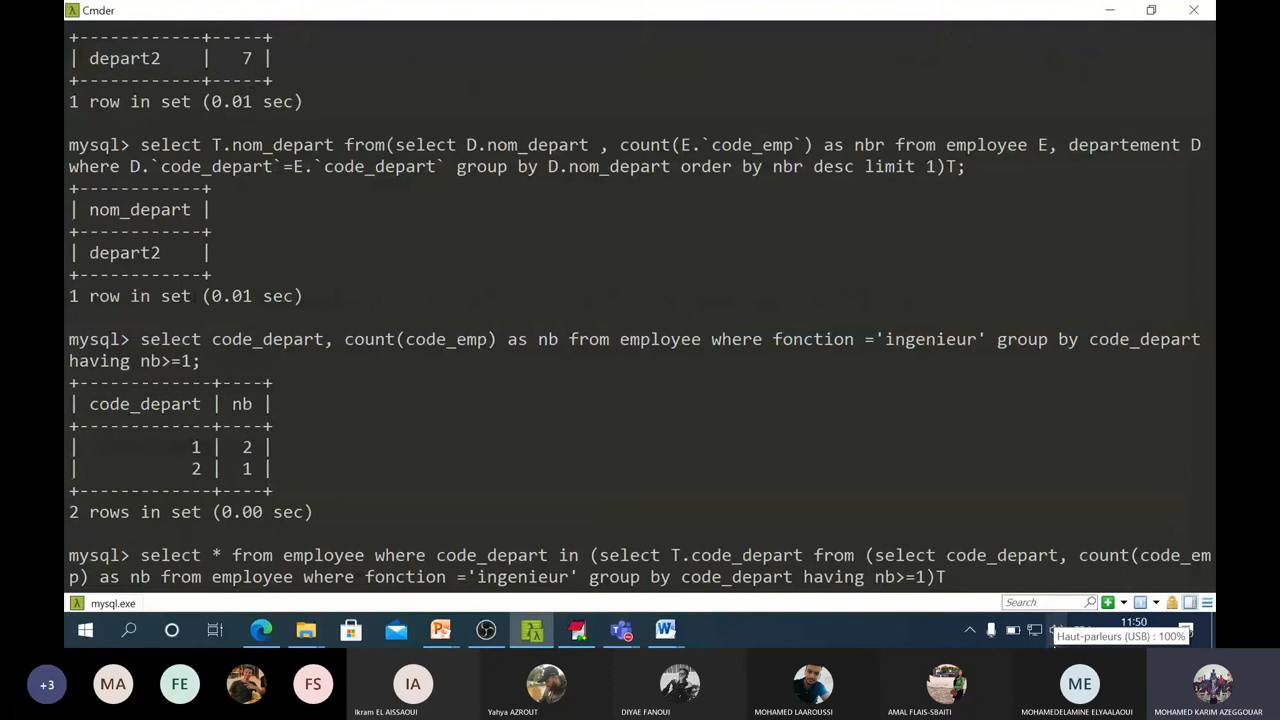 Cmder
+------------+-----+
| depart2    |   7 |
+------------+-----+
1 row in set (0.01 sec)
mysql> select T.nom_depart from(select D.nom_depart , count(E.`code_emp`) as nbr from employee E, departement D
where D.`code_depart`=E.`code_depart` group by D.nom_depart order by nbr desc limit 1)T;
+------------+
| nom_depart |
+------------+
| depart2    |
+------------+
1 row in set (0.01 sec)
mysql> select code_depart, count(code_emp) as nb from employee where fonction ='ingenieur' group by code_depart
having nb>=1;
+-------------+----+
| code_depart | nb |
+-------------+----+
|           1 |  2 |
|           2 |  1 |
+-------------+----+
2 rows in set (0.00 sec)
mysql> select * from employee where code_depart in (select T.code_depart from (select code_depart, count(code_em
p) as nb from employee where fonction ='ingenieur' group by code_depart having nb>=1)T
mysql.exe
Search
11:50
Haut-parleurs (USB) : 100%
+3
MA
FE
FS
IA
ME
Ikram EL AISSAOUI
Yahya AZROUT
DIYAE FANOUI
MOHAMED LAAROUSSI
AMAL FLAIS-SBAITI
MOHAMEDELAMINE ELYAALAOUI
MOHAMED KARIM AZEGGOUAR